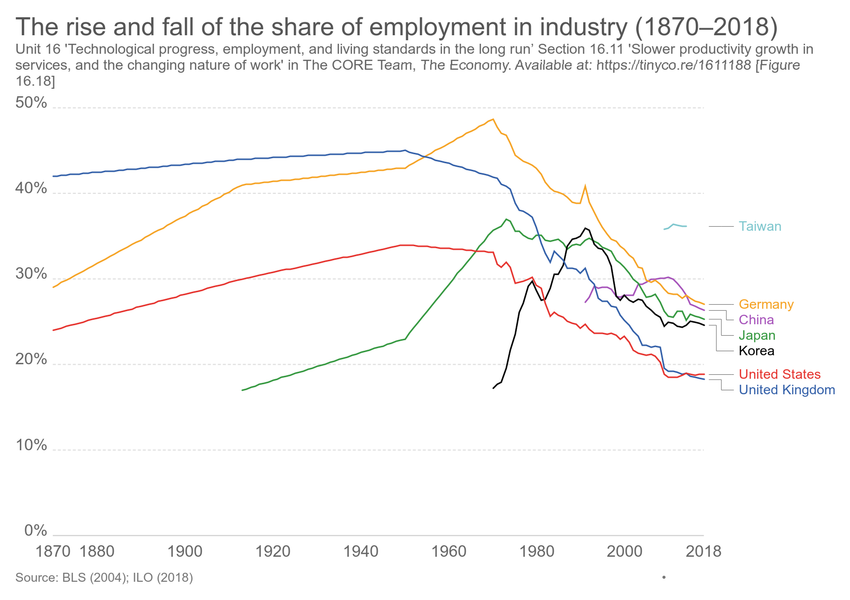 The rise and fall of the share of employment in industry (1870–2018)
Unit 16 'Technological progress, employment, and living standards in the long run’ Section 16.11 'Slower productivity growth in
services, and the changing nature of work' in The CORE Team, The Economy. Available at: https://tinyco.re/1611188 [Figure
16.18]
50%
40%
30%
20%
10%
0%
Taiwan
Germany
China
Japan
Korea
United States
United Kingdom
1870 1880 1900 1920 1940 1960 1980 2000 2018
Source: BLS (2004); ILO (2018)